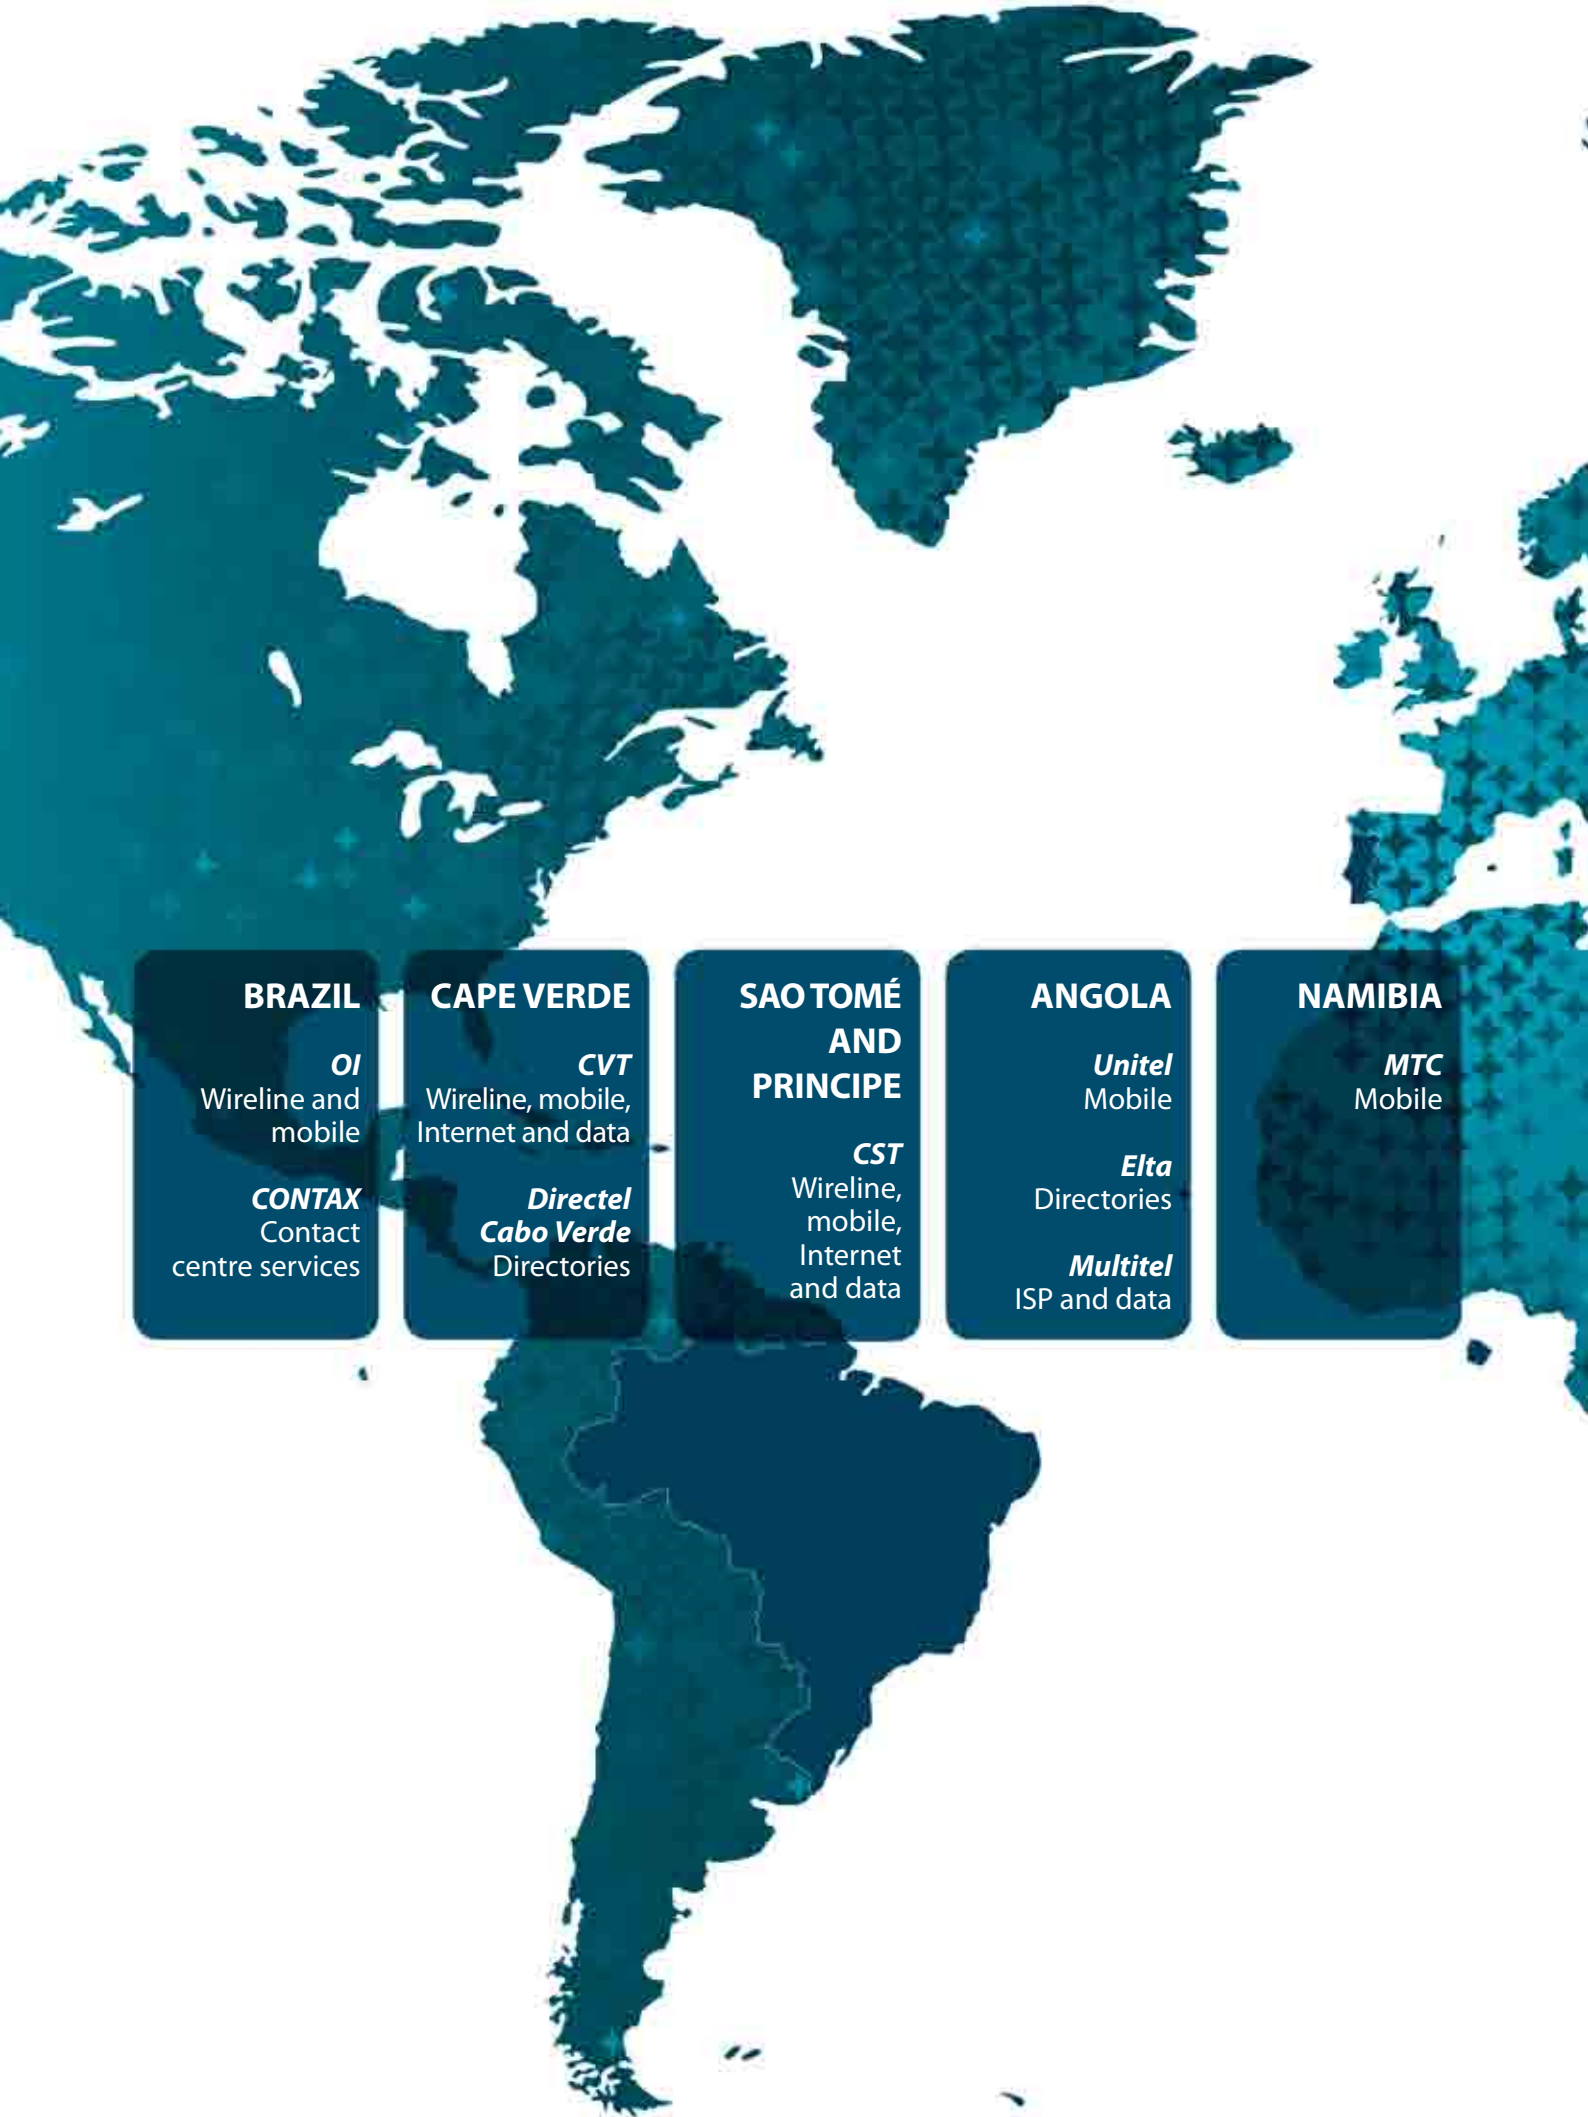 BRAZIL
OI
Wireline and
mobile
CONTAX
Contact
centre services
CAPE VERDE
CVT
Wireline, mobile,
Internet and data
Directel
Cabo Verde
Directories
SAO TOMÉ
AND
PRINCIPE
CST
Wireline,
mobile,
Internet
and data
ANGOLA
Unitel
Mobile
Elta
Directories
Multitel
ISP and data
NAMIBIA
MTC
Mobile